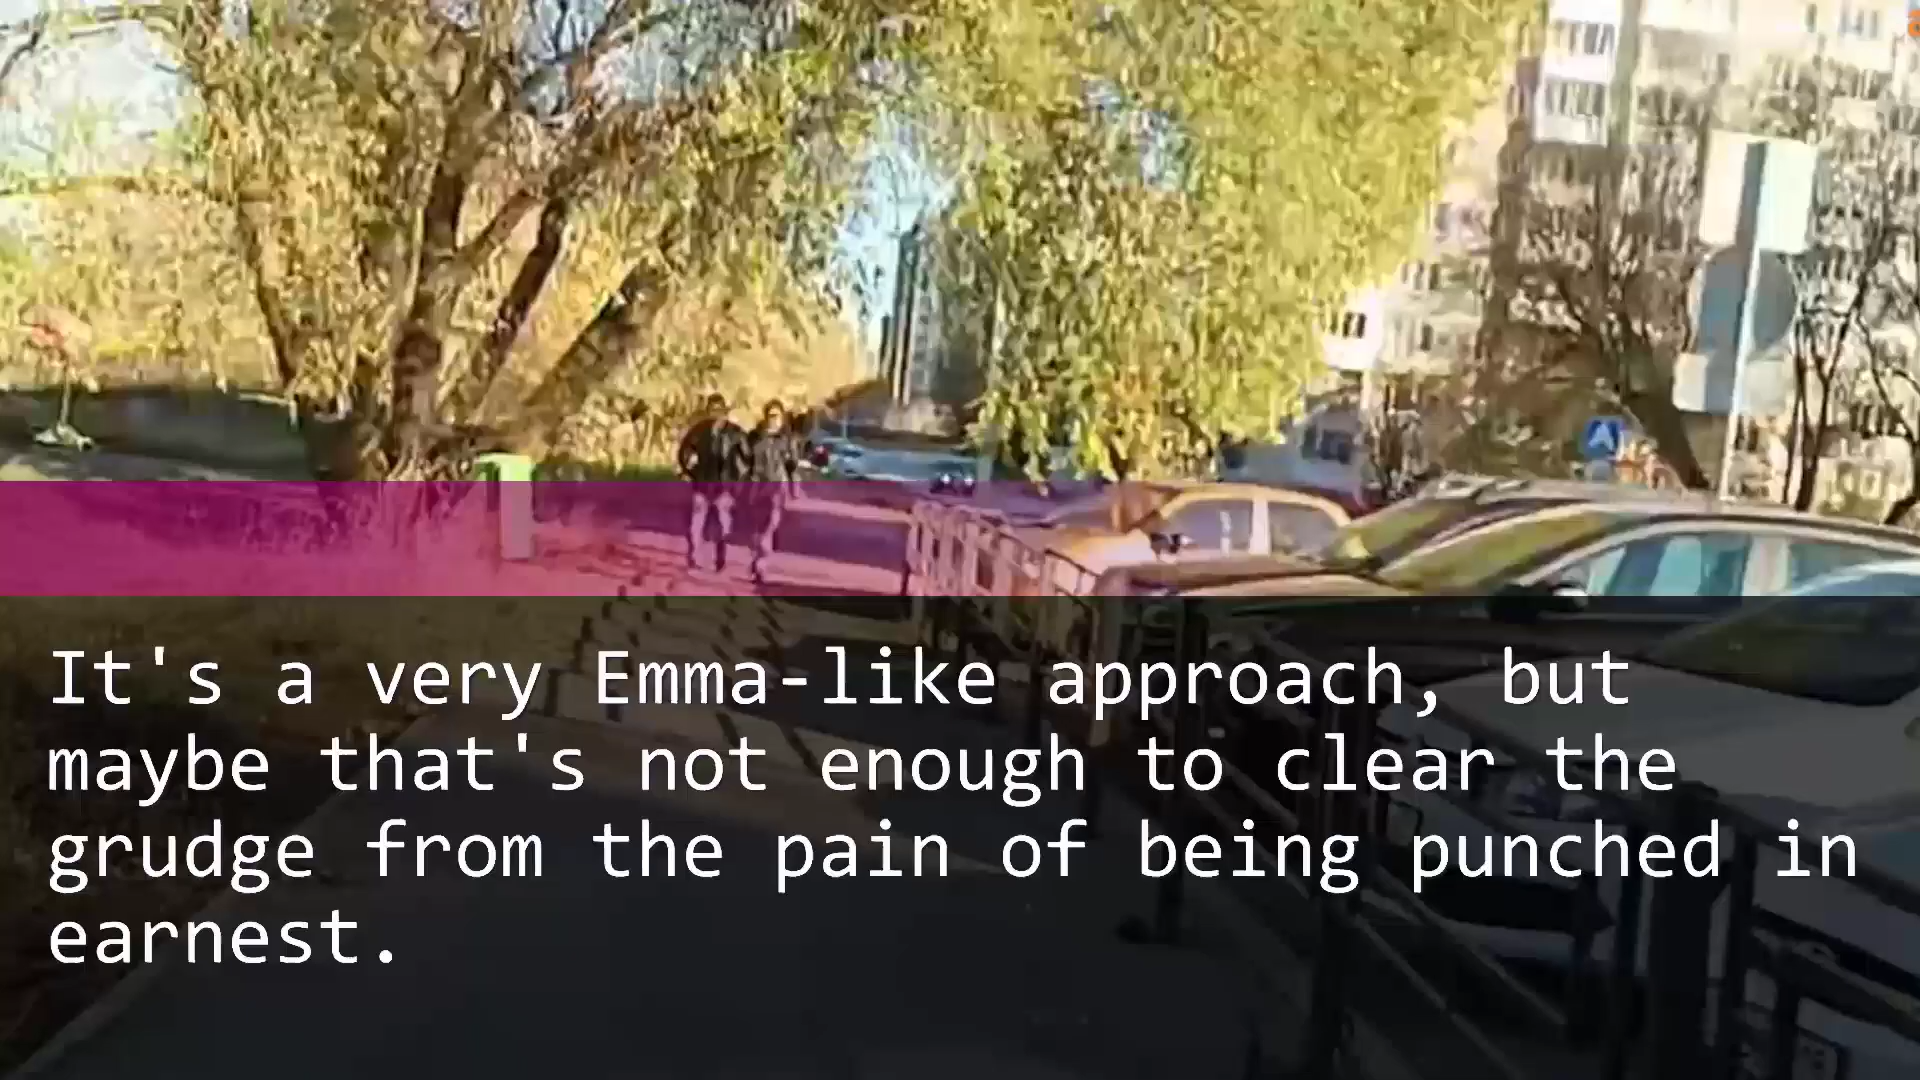 It's a very Emma-like approach, but
maybe that's not enough to clear the
grudge from the pain of being punched in
earnest.